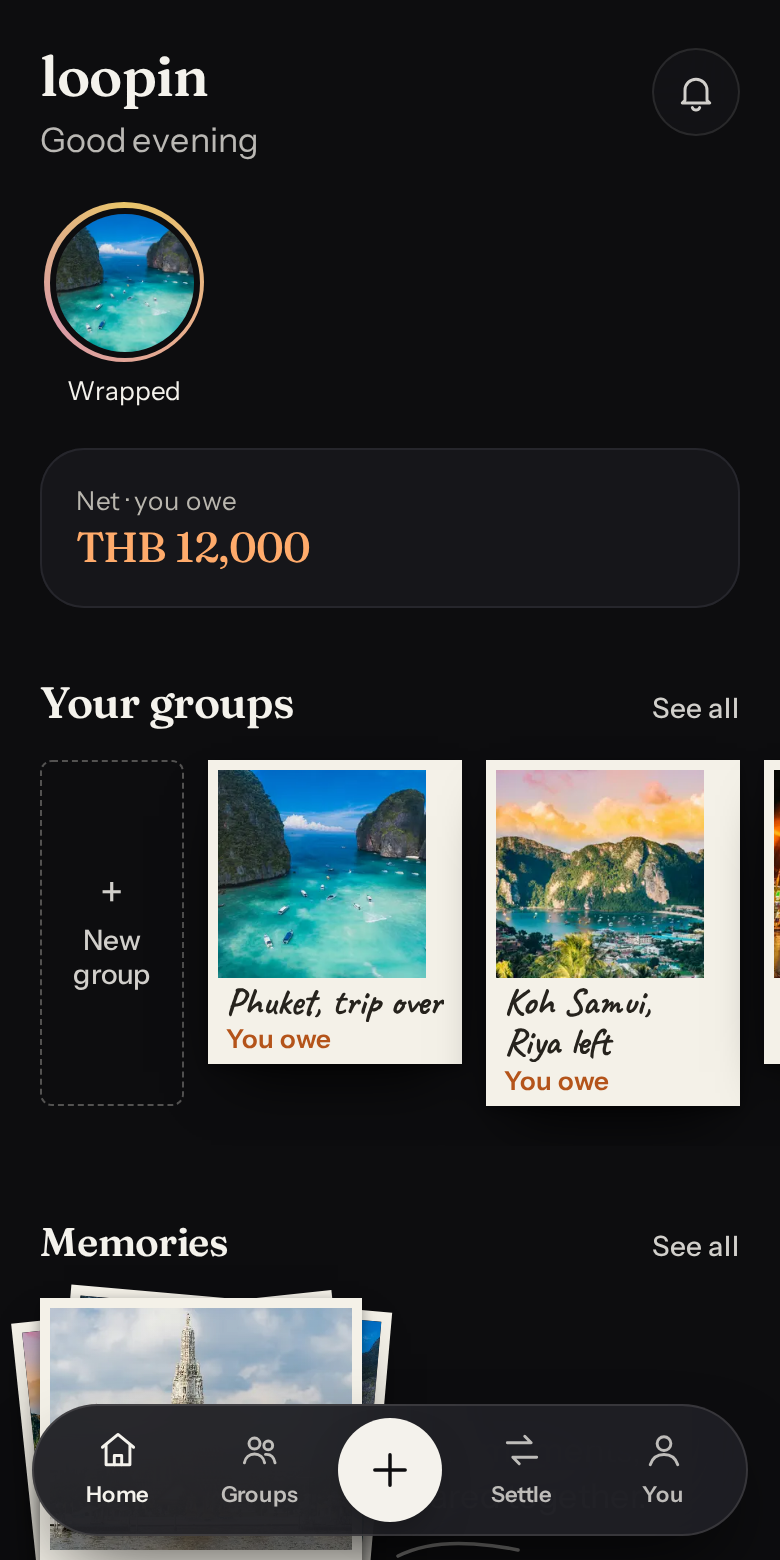 loopin
Good evening
Wrapped
Net · you owe
THB 12,000
Your groups
See all
+
New
group
Phuket, trip over
You owe
Koh Samui,
Riya left
You owe
Memories
See all
Home
Groups
Settle
You